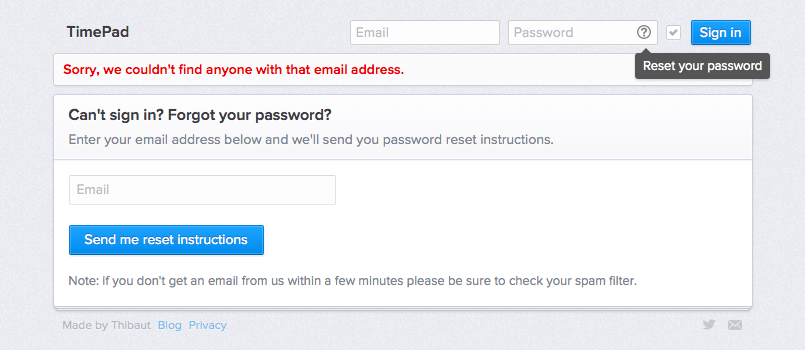 TimePad
Email
Password
Sign in
Reset your password
Sorry, we couldn't find anyone with that email address.
Can't sign in? Forgot your password?
Enter your email address below and we'll send you password reset instructions.
Email
Send me reset instructions
Note: if you don't get an email from us within a few minutes please be sure to check your spam filter.
Made by Thibaut Blog Privacy